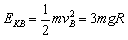 E_{KB} = \frac{1}{2}mv_B^2 = 3mgR